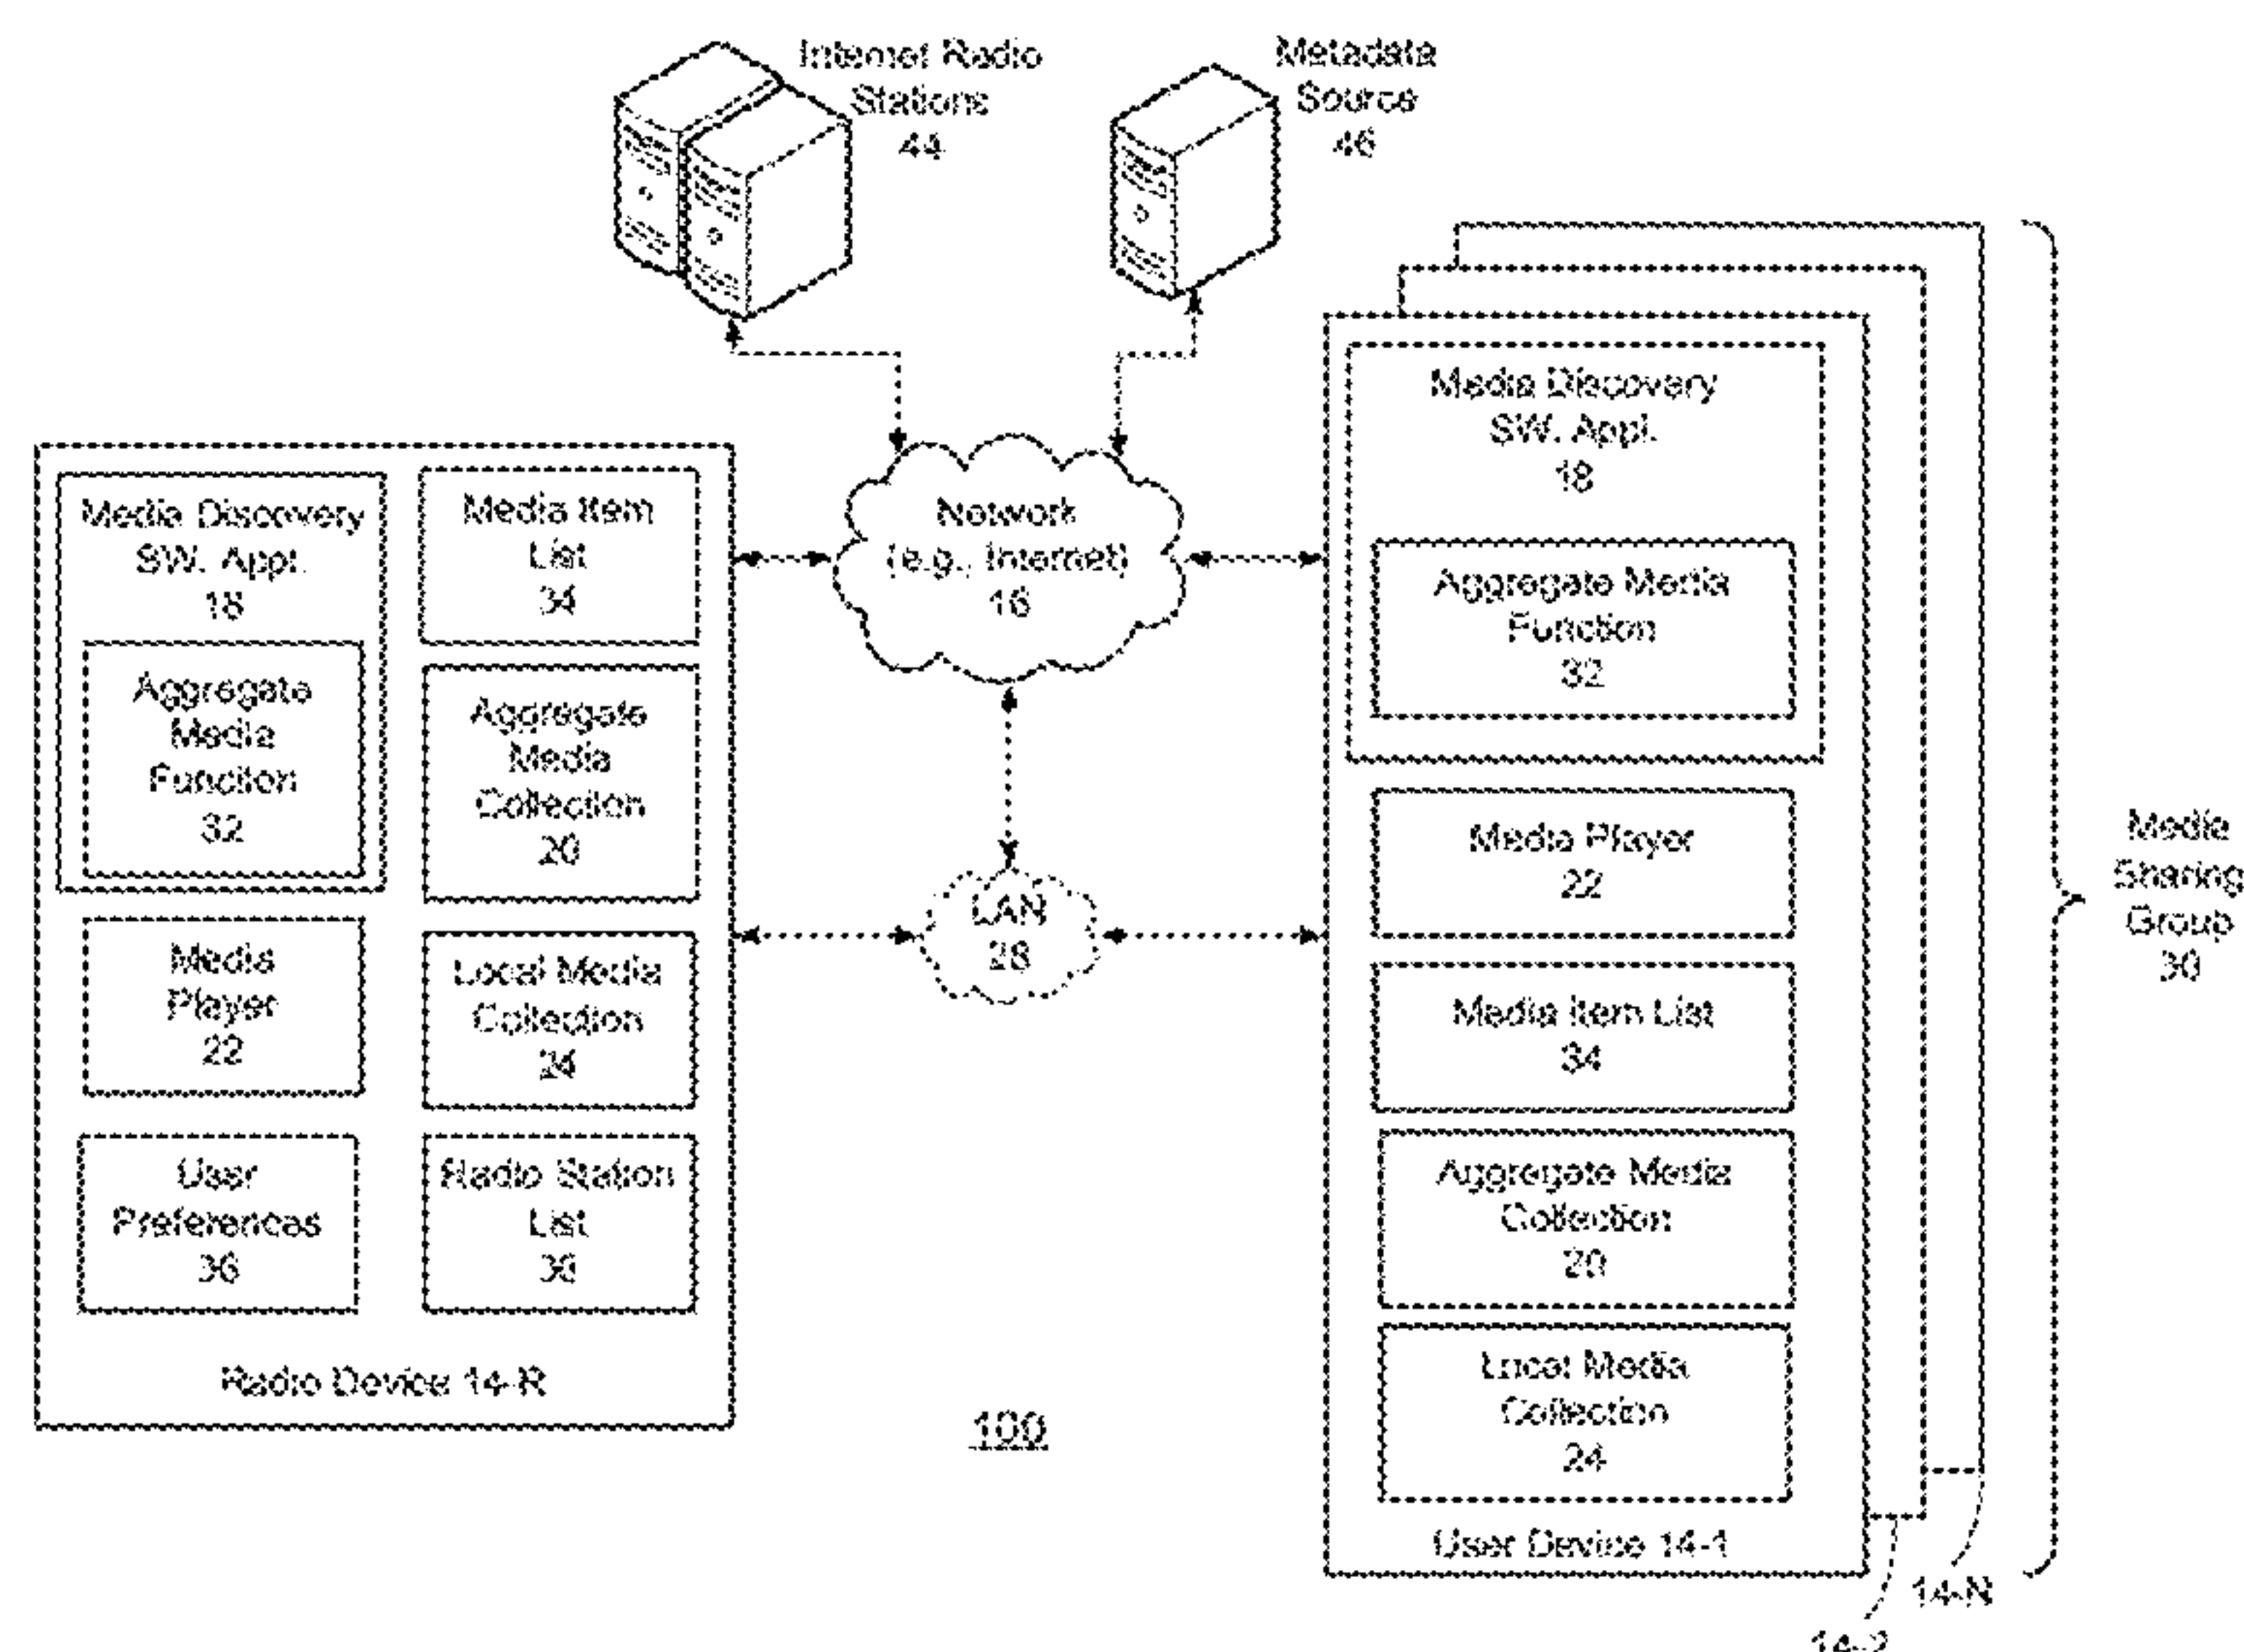 Internet Radio
Stations
44
Metadata
Source
46
Media Discovery
SW. Appl.
18
Aggregate
Media
Function
32
Media
Player
22
User
Preferences
36
Media Item
List
34
Aggregate
Media
Collection
20
Local Media
Collection
24
Radio Station
List
38
Radio Device 14-R
Network
(e.g., Internet)
16
LAN
28
100
Media Discovery
SW. Appl.
18
Aggregate Media
Function
32
Media Player
22
Media Item List
34
Aggregate Media
Collection
20
Local Media
Collection
24
User Device 14-1
14-N
14-2
Media
Sharing
Group
30